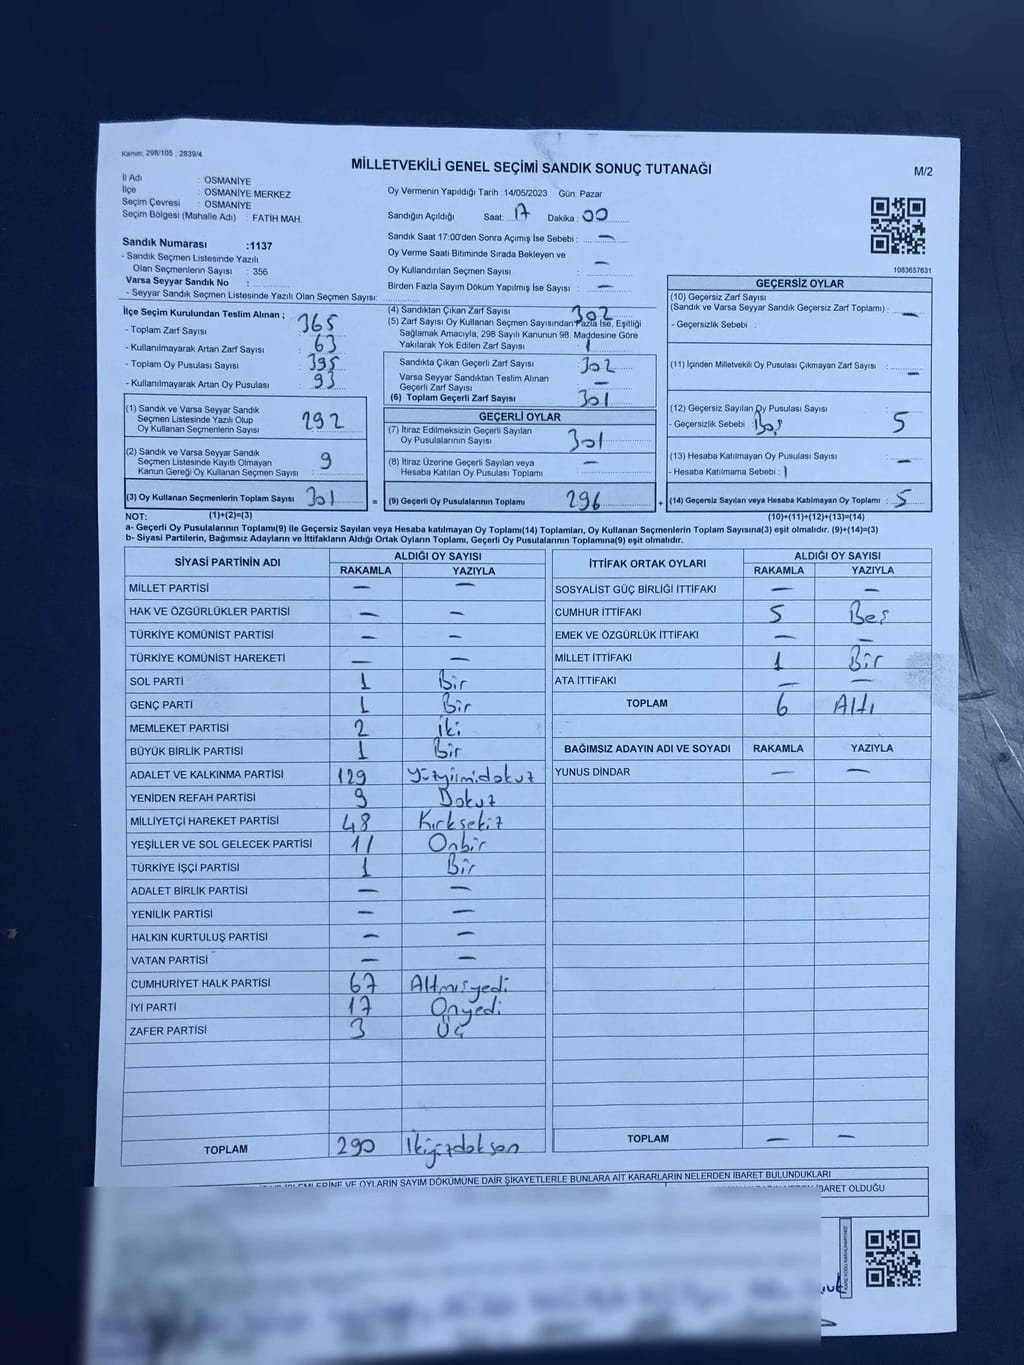 Kanun: 298/105 , 2839/4
MİLLETVEKİLİ GENEL SEÇİMİ SANDIK SONUÇ TUTANAĞI
M/2
İl Adı : OSMANİYE
İlçe : OSMANİYE MERKEZ
Seçim Çevresi : OSMANİYE
Seçim Bölgesi (Mahalle Adı) : FATİH MAH.
Sandık Numarası :1137
- Sandık Seçmen Listesinde Yazılı
Olan Seçmenlerin Sayısı : 356
Varsa Seyyar Sandık No :
- Seyyar Sandık Seçmen Listesinde Yazılı Olan Seçmen Sayısı:
Oy Vermenin Yapıldığı Tarih :14/05/2023 Gün: Pazar
Sandığın Açıldığı Saat: 17 Dakika : 00
Sandık Saat 17:00'den Sonra Açımış İse Sebebi : —
Oy Verme Saati Bitiminde Sırada Bekleyen ve
Oy Kullandırılan Seçmen Sayısı : —
Birden Fazla Sayım Döküm Yapılmış İse Sayısı : —
1083657631
İlçe Seçim Kurulundan Teslim Alınan ;
- Toplam Zarf Sayısı : 365
- Kullanılmayarak Artan Zarf Sayısı : 63
- Toplam Oy Pusulası Sayısı : 395
- Kullanılmayarak Artan Oy Pusulası : 93
(1) Sandık ve Varsa Seyyar Sandık
Seçmen Listesinde Yazılı Olup
Oy Kullanan Seçmenlerin Sayısı : 292
(2) Sandık ve Varsa Seyyar Sandık
Seçmen Listesinde Kayıtlı Olmayan
Kanun Gereği Oy Kullanan Seçmen Sayısı : 9
(3) Oy Kullanan Seçmenlerin Toplam Sayısı : 301
(4) Sandıktan Çıkan Zarf Sayısı : 302
(5) Zarf Sayısı Oy Kullanan Seçmen Sayısından Fazla İse, Eşitliği
Sağlamak Amacıyla, 298 Sayılı Kanunun 98. Maddesine Göre
Yakılarak Yok Edilen Zarf Sayısı : 1
Sandıkta Çıkan Geçerli Zarf Sayısı : 302
Varsa Seyyar Sandıktan Teslim Alınan
Geçerli Zarf Sayısı : —
(6) Toplam Geçerli Zarf Sayısı : 301
GEÇERLİ OYLAR
(7) İtiraz Edilmeksizin Geçerli Sayılan
Oy Pusulalarının Sayısı : 301
(8) İtiraz Üzerine Geçerli Sayılan veya
Hesaba Katılan Oy Pusulası Toplamı : —
= (9) Geçerli Oy Pusulalarının Toplamı : 296
GEÇERSİZ OYLAR
(10) Geçersiz Zarf Sayısı
(Sandık ve Varsa Seyyar Sandık Geçersiz Zarf Toplamı) : —
- Geçersizlik Sebebi :
(11) İçinden Milletvekili Oy Pusulası Çıkmayan Zarf Sayısı : —
(12) Geçersiz Sayılan Oy Pusulası Sayısı : 5
- Geçersizlik Sebebi : Boş
(13) Hesaba Katılmayan Oy Pusulası Sayısı : —
- Hesaba Katılmama Sebebi :
+ (14) Geçersiz Sayılan veya Hesaba Katılmayan Oy Toplamı : 5
NOT: (1)+(2)=(3)
(10)+(11)+(12)+(13)=(14)
a- Geçerli Oy Pusulalarının Toplamı(9) ile Geçersiz Sayılan veya Hesaba katılmayan Oy Toplamı(14) Toplamları, Oy Kullanan Seçmenlerin Toplam Sayısına(3) eşit olmalıdır. (9)+(14)=(3)
b- Siyasi Partilerin, Bağımsız Adayların ve İttifakların Aldığı Ortak Oyların Toplamı, Geçerli Oy Pusulalarının Toplamına(9) eşit olmalıdır.
SİYASİ PARTİNİN ADI ALDIĞI OY SAYISI
RAKAMLA YAZIYLA
MİLLET PARTİSİ — —
HAK VE ÖZGÜRLÜKLER PARTİSİ — —
TÜRKİYE KOMÜNİST PARTİSİ — —
TÜRKİYE KOMÜNİST HAREKETİ — —
SOL PARTİ 1 Bir
GENÇ PARTİ 1 Bir
MEMLEKET PARTİSİ 2 iki
BÜYÜK BİRLİK PARTİSİ 1 Bir
ADALET VE KALKINMA PARTİSİ 129 Yüzyirmidokuz
YENİDEN REFAH PARTİSİ 9 Dokuz
MİLLİYETÇİ HAREKET PARTİSİ 48 Kırksekiz
YEŞİLLER VE SOL GELECEK PARTİSİ 11 Onbir
TÜRKİYE İŞÇİ PARTİSİ 1 Bir
ADALET BİRLİK PARTİSİ — —
YENİLİK PARTİSİ — —
HALKIN KURTULUŞ PARTİSİ — —
VATAN PARTİSİ — —
CUMHURİYET HALK PARTİSİ 67 Altmışyedi
İYİ PARTİ 17 Onyedi
ZAFER PARTİSİ 3 Üç
TOPLAM 290 İkiyüzdoksan
İTTİFAK ORTAK OYLARI ALDIĞI OY SAYISI
RAKAMLA YAZIYLA
SOSYALİST GÜÇ BİRLİĞİ İTTİFAKI — —
CUMHUR İTTİFAKI 5 Beş
EMEK VE ÖZGÜRLÜK İTTİFAKI — —
MİLLET İTTİFAKI 1 Bir
ATA İTTİFAKI — —
TOPLAM 6 Altı
BAĞIMSIZ ADAYIN ADI VE SOYADI RAKAMLA YAZIYLA
YUNUS DİNDAR — —
TOPLAM — —
İŞLEMLERİNE VE OYLARIN SAYIM DÖKÜMÜNE DAİR ŞİKAYETLERLE BUNLARA AİT KARARLARIN NELERDEN İBARET BULUNDUKLARI
İBARET OLDUĞU